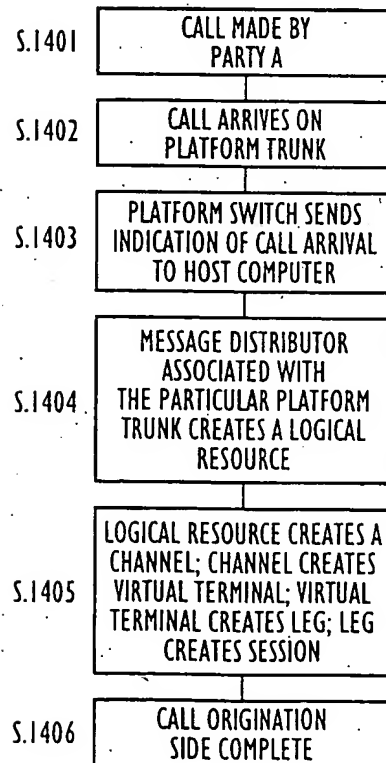 S.1401
CALL MADE BY
PARTY A
S.1402
CALL ARRIVES ON
PLATFORM TRUNK
S.1403
PLATFORM SWITCH SENDS
INDICATION OF CALL ARRIVAL
TO HOST COMPUTER
S.1404
MESSAGE DISTRIBUTOR
ASSOCIATED WITH
THE PARTICULAR PLATFORM
TRUNK CREATES A LOGICAL
RESOURCE
S.1405
LOGICAL RESOURCE CREATES A
CHANNEL; CHANNEL CREATES
VIRTUAL TERMINAL; VIRTUAL
TERMINAL CREATES LEG; LEG
CREATES SESSION
S.1406
CALL ORIGINATION
SIDE COMPLETE